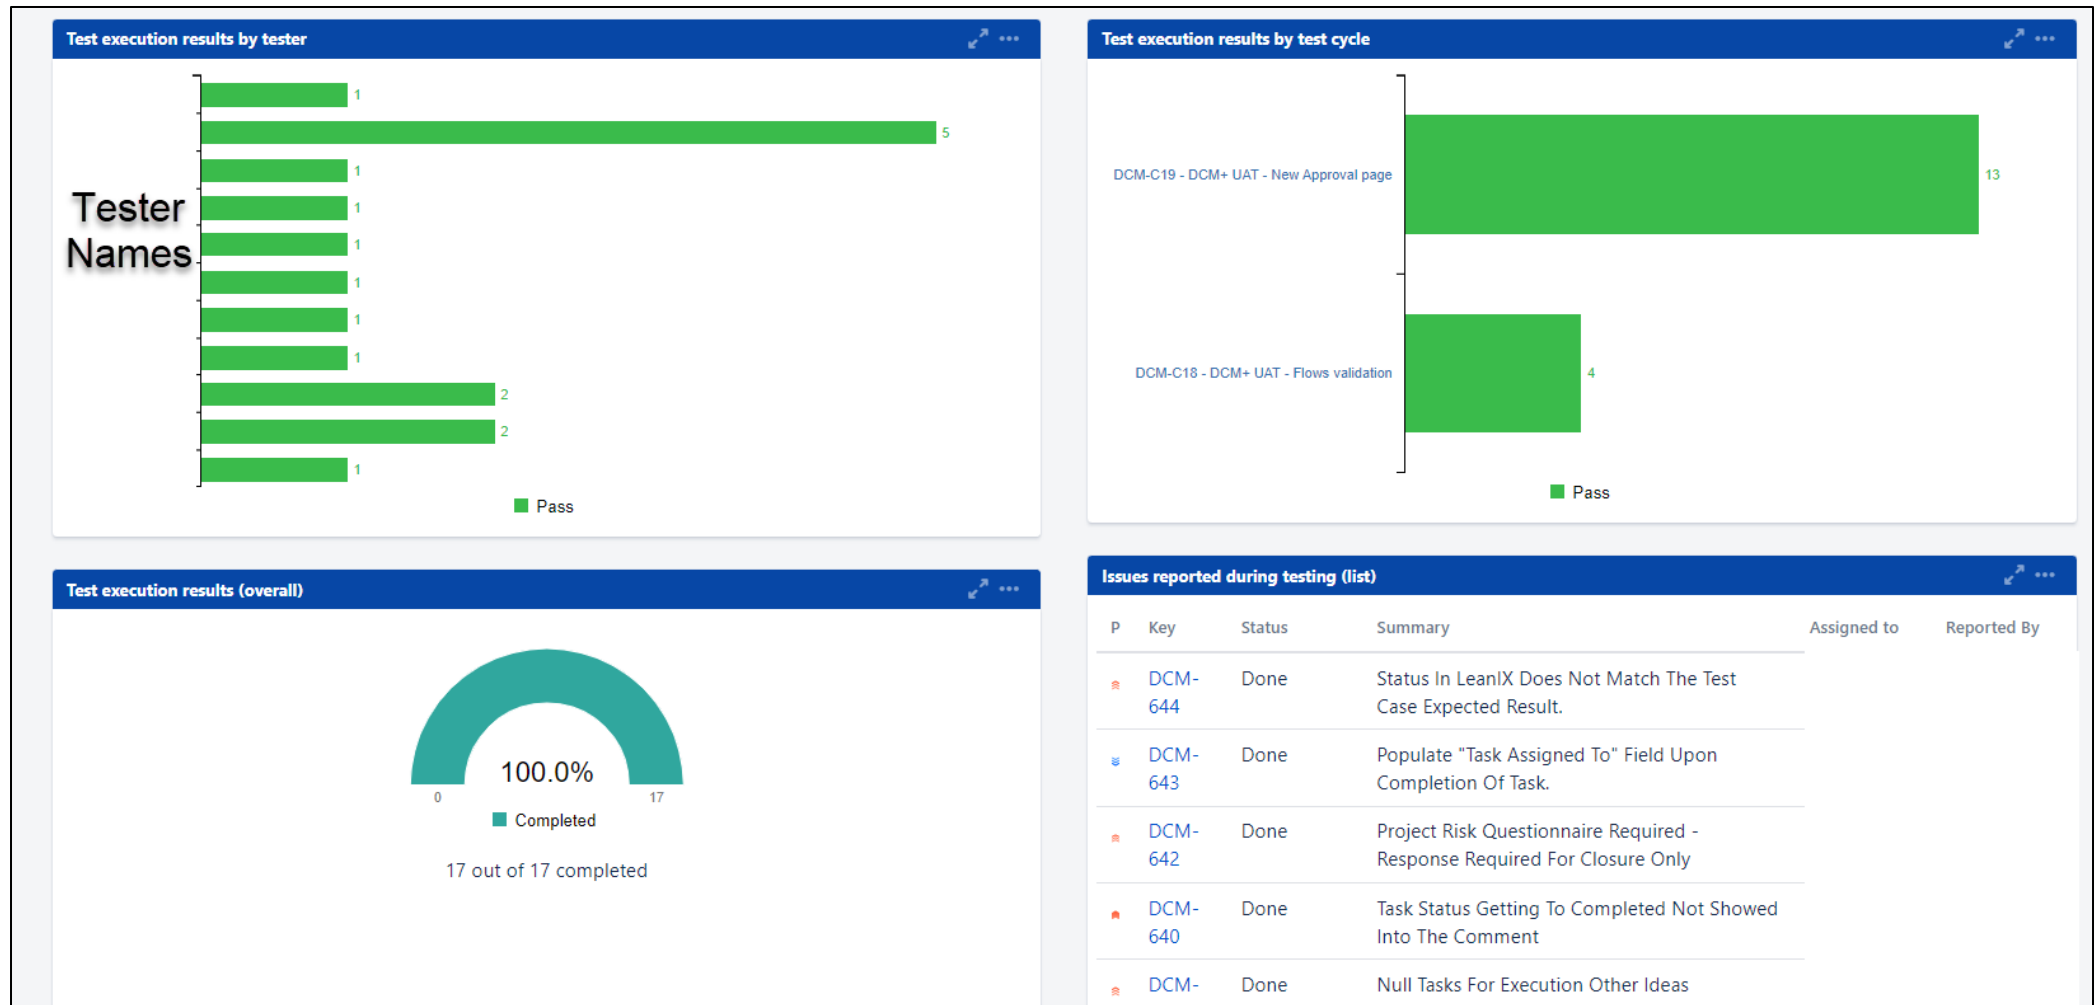 Test execution results by tester
1
5
1
Tester
Names
1
1
1
1
1
2
2
1
Pass
Test execution results by test cycle
DCM-C19 - DCM+ UAT - New Approval page
13
DCM-C18 - DCM+ UAT - Flows validation
4
Pass
Test execution results (overall)
100.0%
0
17
Completed
17 out of 17 completed
Issues reported during testing (list)
P Key Status Summary Assigned to Reported By
DCM- Done Status In LeanIX Does Not Match The Test
644 Case Expected Result.
DCM- Done Populate "Task Assigned To" Field Upon
643 Completion Of Task.
DCM- Done Project Risk Questionnaire Required -
642 Response Required For Closure Only
DCM- Done Task Status Getting To Completed Not Showed
640 Into The Comment
DCM- Done Null Tasks For Execution Other Ideas